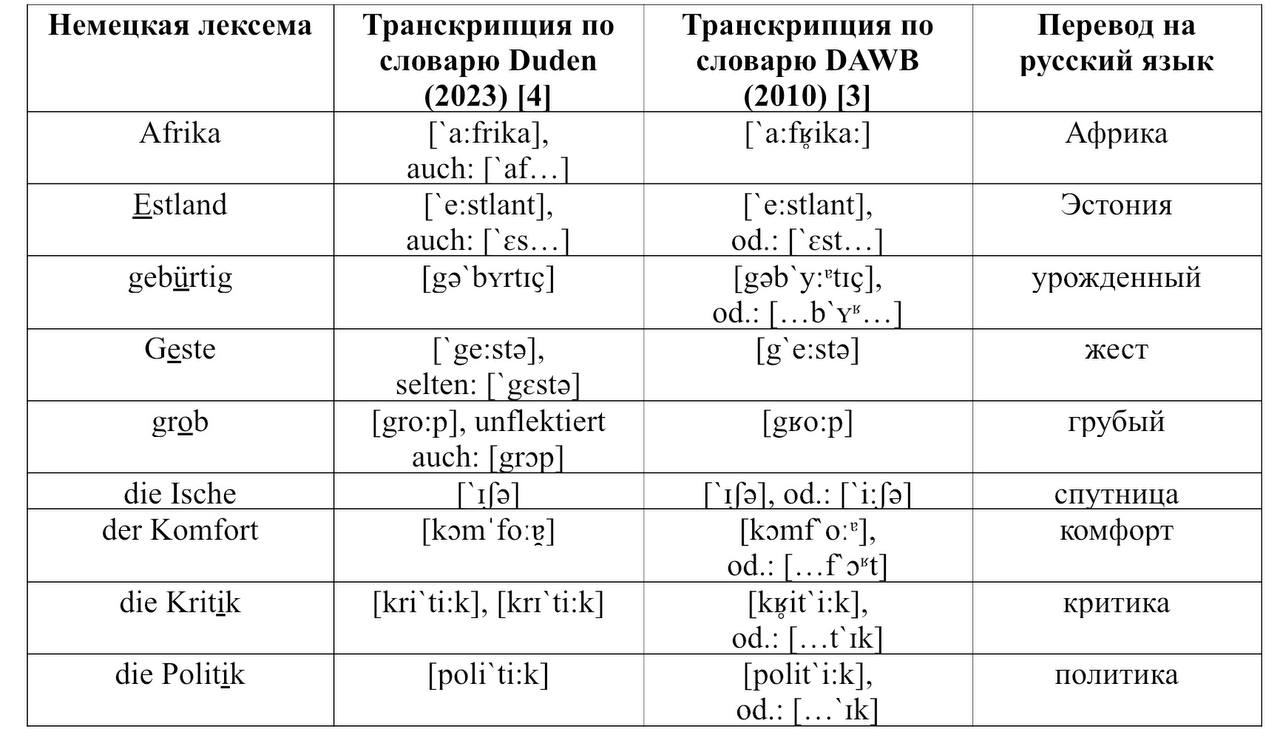 Немецкая лексема
Транскрипция по
словарю Duden
(2023) [4]
Транскрипция по
словарю DAWB
(2010) [3]
Перевод на
русский язык
Afrika
[`a:frika],
auch: [`af…]
[`a:fʁ̥ika:]
Африка
Estland
[`e:stlant],
auch: [`ɛs…]
[`e:stlant],
od.: [`ɛst…]
Эстония
gebürtig
[gə`bʏrtɪç]
[gəb`y:ᵄtɪç],
od.: […b`ʏʶ…]
урожденный
Geste
[`ge:stə],
selten: [`gɛstə]
[g`e:stə]
жест
grob
[gro:p], unflektiert
auch: [grɔp]
[gʁo:p]
грубый
die Ische
[`ɪʃə]
[`ɪʃə], od.: [`i:ʃə]
спутница
der Komfort
[kɔmˈfoːɐ̯]
[kɔmf`oːᵄ],
od.: […f`ɔʶt]
комфорт
die Kritik
[kri`ti:k], [krɪ`ti:k]
[kʁ̥it`i:k],
od.: […t`ɪk]
критика
die Politik
[poli`ti:k]
[polit`i:k],
od.: […`ɪk]
политика